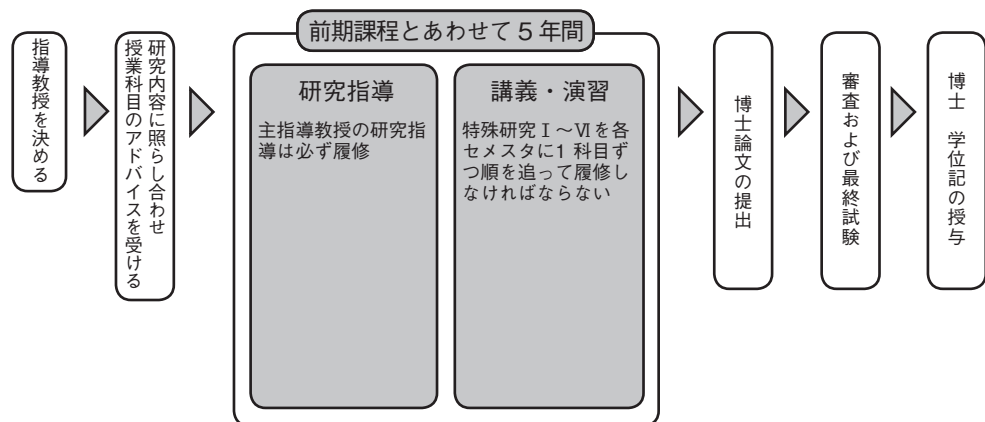 指導教授を決める
研究内容に照らし合わせ
授業科目のアドバイスを受ける
前期課程とあわせて 5 年間
研究指導
主指導教授の研究指
導は必ず履修
講義・演習
特殊研究Ⅰ～Ⅵを各
セメスタに1 科目ず
つ順を追って履修し
なければならない
博士論文の提出
審査および最終試験
博士 学位記の授与